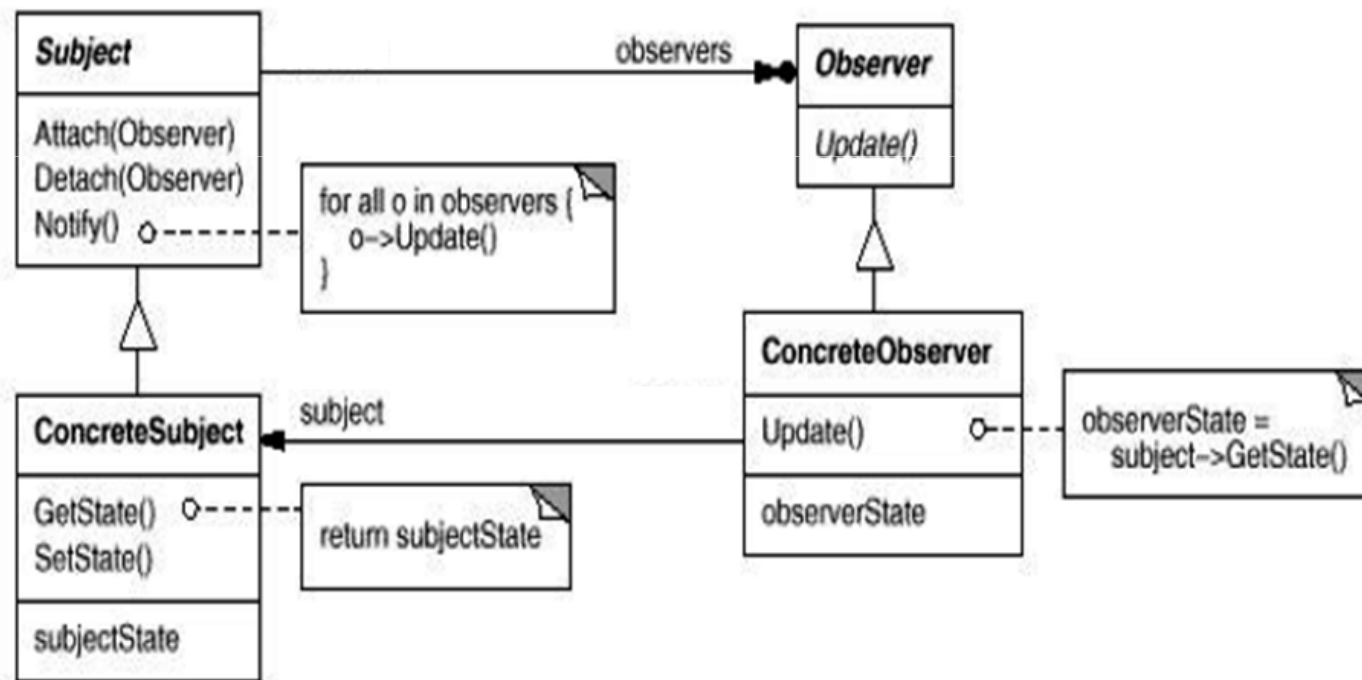 Subject
Attach(Observer)
Detach(Observer)
Notify()
for all o in observers {
o->Update()
}
observers
Observer
Update()
ConcreteSubject
GetState()
SetState()
subjectState
return subjectState
subject
ConcreteObserver
Update()
observerState
observerState =
subject->GetState()